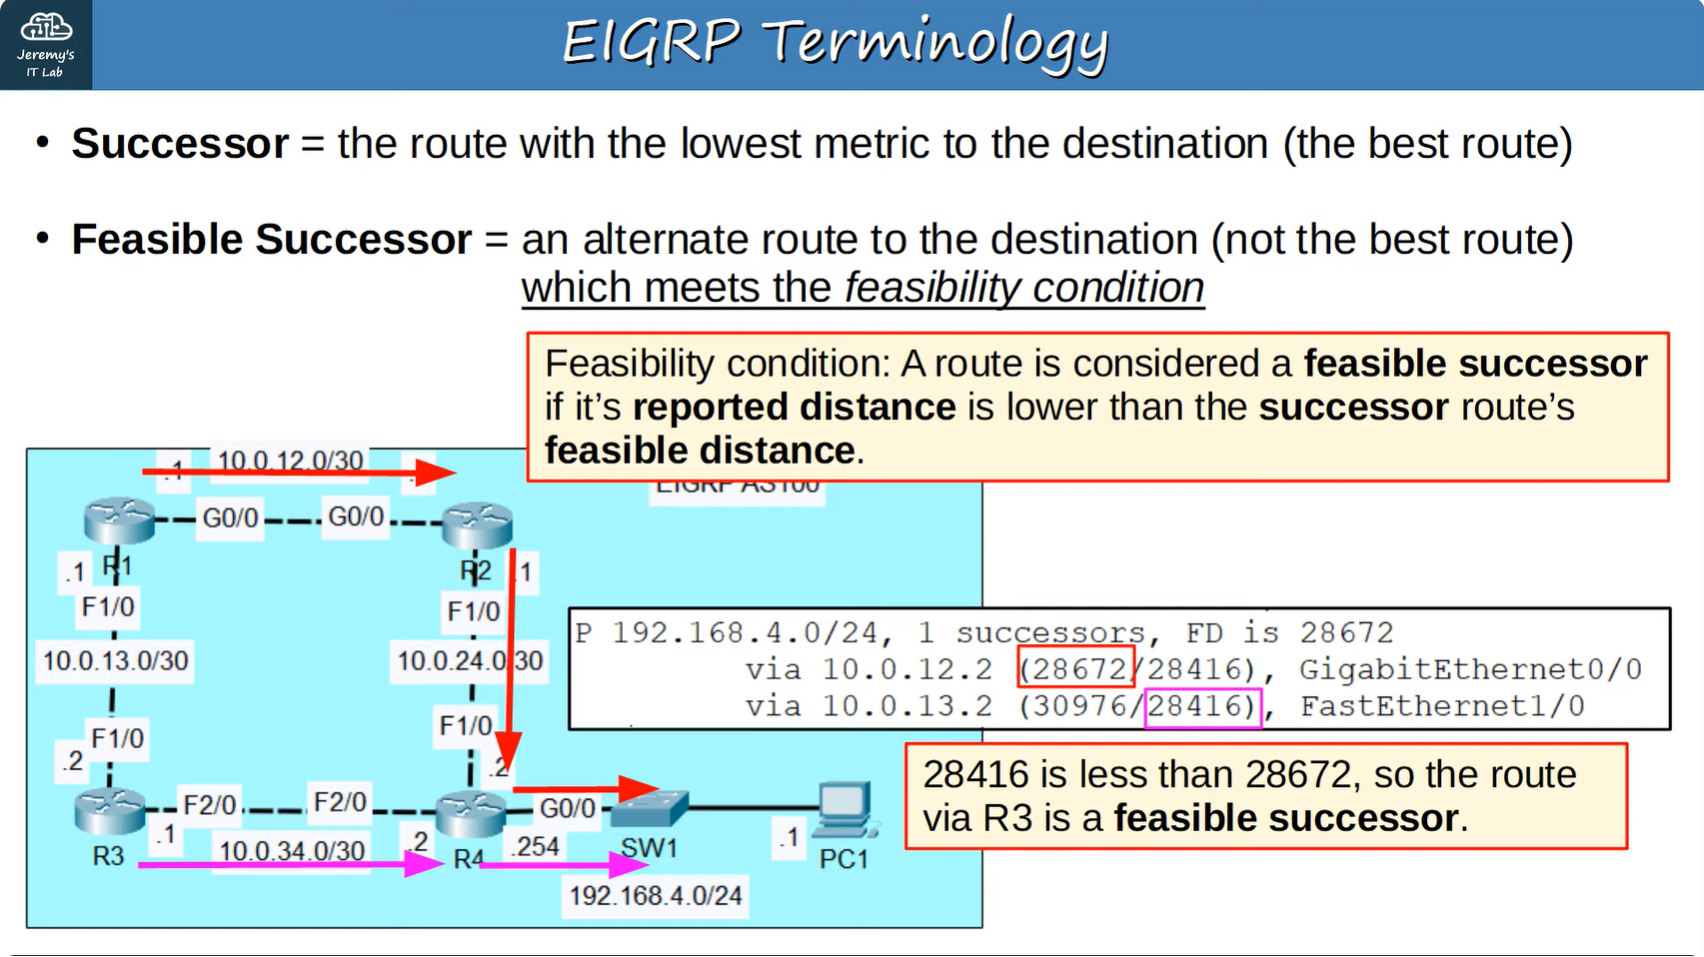 Jeremy's
IT Lab
EIGRP Terminology
• Successor = the route with the lowest metric to the destination (the best route)
• Feasible Successor = an alternate route to the destination (not the best route)
which meets the feasibility condition
Feasibility condition: A route is considered a feasible successor
if it's reported distance is lower than the successor route's
feasible distance.
EIGRP AS100
.1
10.0.12.0/30
G0/0
G0/0
R1
R2
.1
.1
F1/0
F1/0
10.0.13.0/30
10.0.24.0/30
F1/0
F1/0
.2
.2
P 192.168.4.0/24, 1 successors, FD is 28672
via 10.0.12.2 (28672/28416), GigabitEthernet0/0
via 10.0.13.2 (30976/28416), FastEthernet1/0
28416 is less than 28672, so the route
via R3 is a feasible successor.
F2/0
F2/0
G0/0
R3
.1
10.0.34.0/30
.2
R4
.254
SW1
.1
PC1
192.168.4.0/24